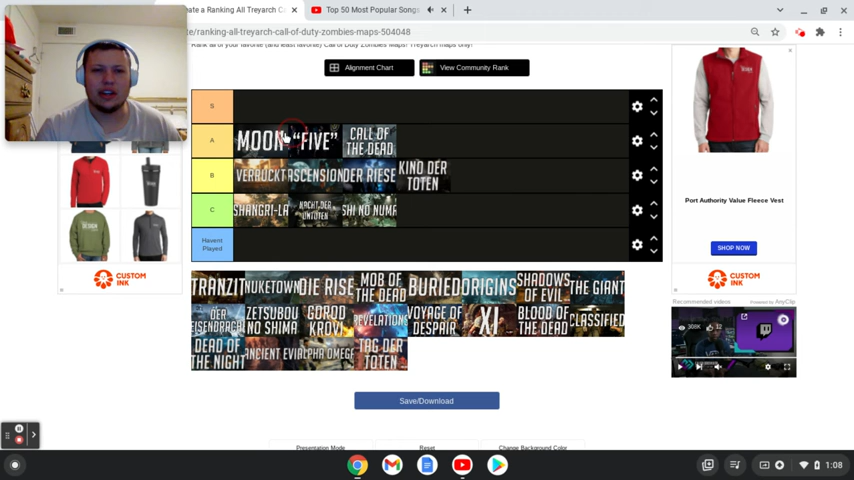 eate a Ranking All Treyarch Ca
Top 50 Most Popular Songs
e/ranking-all-treyarch-call-of-duty-zombies-maps-504048
Rank all of your favorite (and least favorite) Call of Duty Zombies Maps! Treyarch maps only!
Alignment Chart
View Community Rank
S
A
MOON
"FIVE"
CALL OF
THE DEAD
B
VERRÜCKT
ASCENSION
DER RIESE
KINO DER
TOTEN
C
SHANGRI-LA
NACHT DER
UNTOTEN
SHI NO NUMA
Havent
Played
TRANZIT
NUKETOWN
DIE RISE
MOB OF
THE DEAD
BURIED
ORIGINS
SHADOWS
OF EVIL
THE GIANT
DER
EISENDRACHE
ZETSUBOU
NO SHIMA
GOROD
KROVI
REVELATIONS
VOYAGE OF
DESPAIR
XI
BLOOD OF
THE DEAD
CLASSIFIED
DEAD OF
THE NIGHT
ANCIENT EVIL
ALPHA OMEGA
TAG DER
TOTEN
Save/Download
Presentation Mode
Reset
Change Background Color
CUSTOM
INK
Port Authority Value Fleece Vest
SHOP NOW
CUSTOM
INK
Recommended videos
Powered by AnyClip
308K
12
1:08